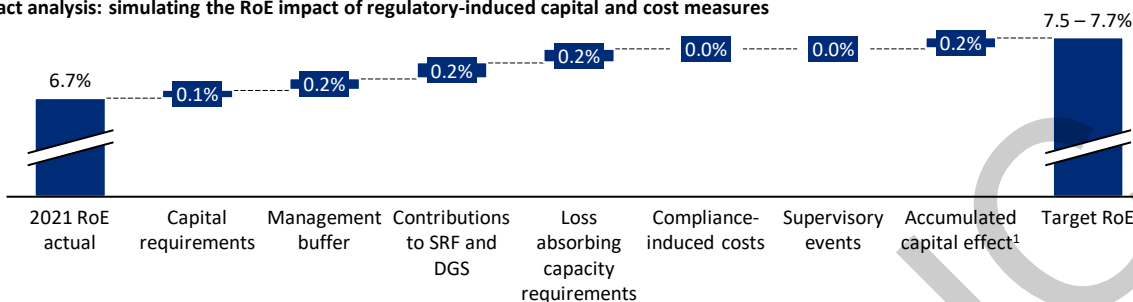 act analysis: simulating the RoE impact of regulatory-induced capital and cost measures
7.5 – 7.7%
6.7%
0.1%
0.2%
0.2%
0.2%
0.0%
0.0%
0.2%
2021 RoE
actual
Capital
requirements
Management
buffer
Contributions
to SRF and
DGS
Loss
absorbing
capacity
requirements
Compliance-
induced costs
Supervisory
events
Accumulated
capital effect¹
Target RoE